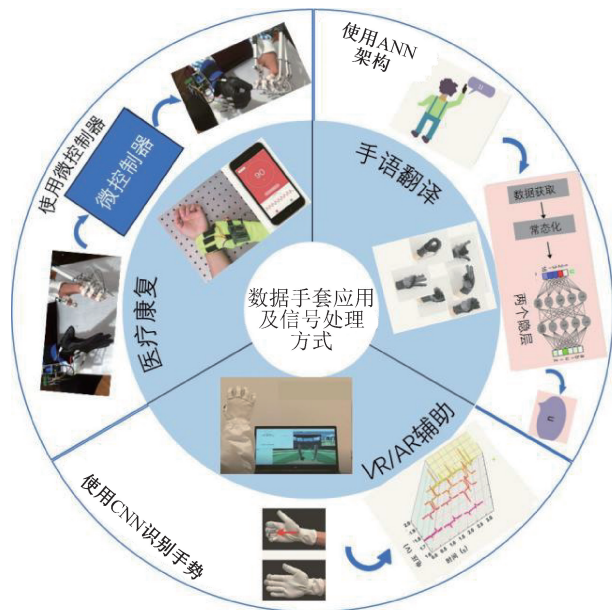 数据手套应用
及信号处理
方式
医疗康复
使用微控制器
微控制器
90
手语翻译
使用ANN
架构
数据获取
常态化
两个隐层
u
VR/AR辅助
使用CNN识别手势